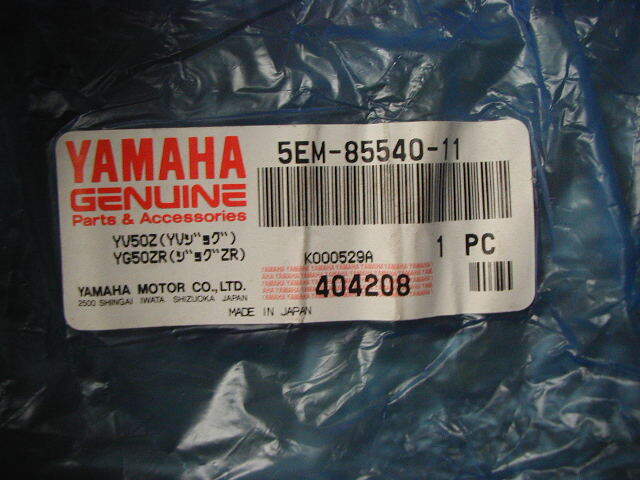 YAMAHA
GENUINE
Parts & Accessories
5EM-85540-11
YV50Z(YVｼﾞｮｸﾞ)
YG50ZR(ｼﾞｮｸﾞZR)
K000529A
1 PC
YAMAHA MOTOR CO.,LTD.
2500 SHINGAI IWATA SHIZUOKA JAPAN
404208
MADE IN JAPAN